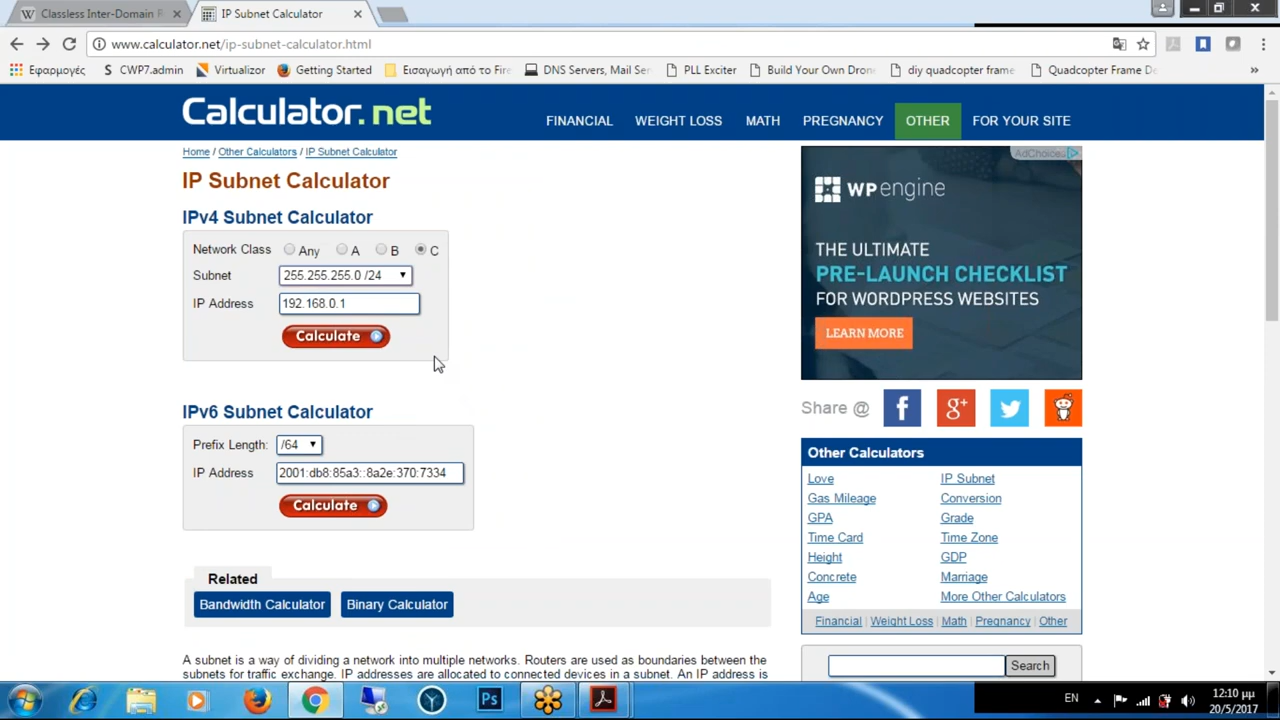 Classless Inter-Domain R
IP Subnet Calculator
www.calculator.net/ip-subnet-calculator.html
Εφαρμογές
CWP7.admin
Virtualizor
Getting Started
Εισαγωγή από το Fire
DNS Servers, Mail Se
PLL Exciter
Build Your Own Dron
diy quadcopter frame
Quadcopter Frame De
»
Calculator.net
FINANCIAL
WEIGHT LOSS
MATH
PREGNANCY
OTHER
FOR YOUR SITE
Home / Other Calculators / IP Subnet Calculator
IP Subnet Calculator
IPv4 Subnet Calculator
Network Class Any A B C
Subnet 255.255.255.0 /24
IP Address 192.168.0.1
Calculate
IPv6 Subnet Calculator
Prefix Length: /64
IP Address 2001:db8:85a3::8a2e:370:7334
Calculate
Related
Bandwidth Calculator
Binary Calculator
A subnet is a way of dividing a network into multiple networks. Routers are used as boundaries between the
subnets for traffic exchange. IP addresses are allocated to connected devices in a subnet. An IP address is
AdChoices
WP engine
THE ULTIMATE
PRE-LAUNCH CHECKLIST
FOR WORDPRESS WEBSITES
LEARN MORE
Share @
Other Calculators
Love IP Subnet
Gas Mileage Conversion
GPA Grade
Time Card Time Zone
Height GDP
Concrete Marriage
Age More Other Calculators
Financial | Weight Loss | Math | Pregnancy | Other
Search
EN
12:10 μμ
20/5/2017